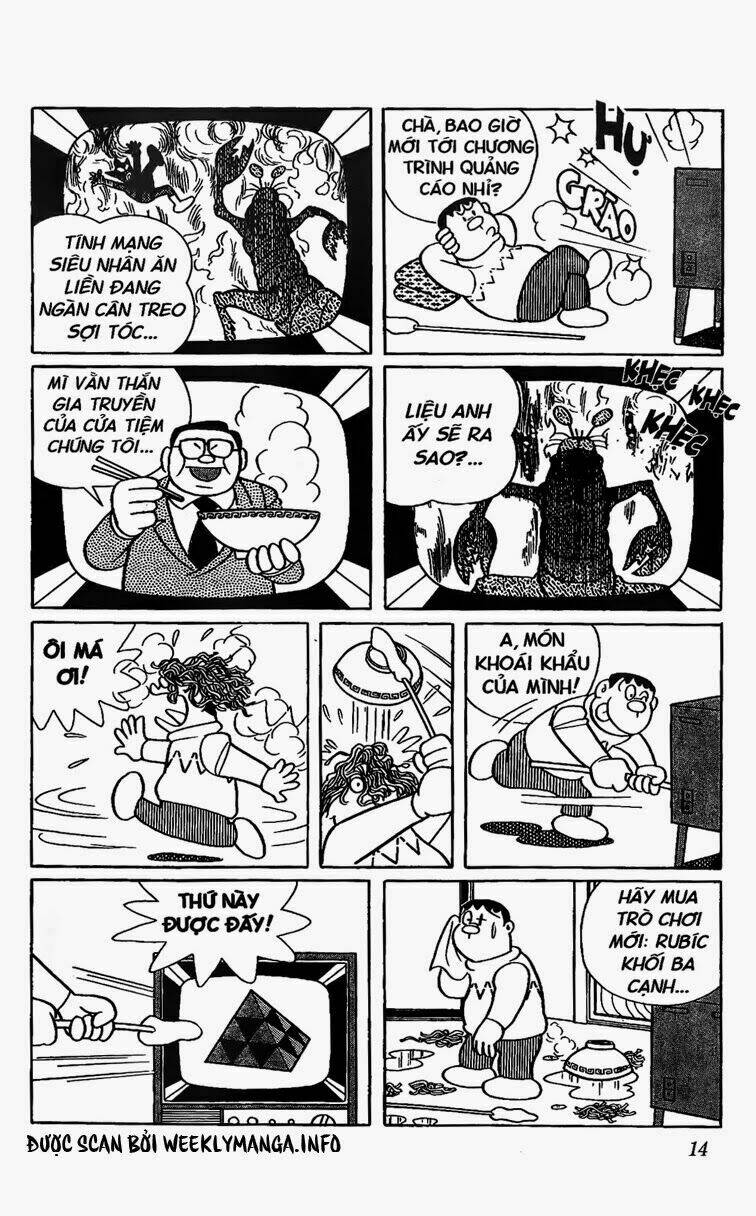 TÍNH MẠNG
SIÊU NHÂN ĂN
LIỀN ĐANG
NGÀN CÂN TREO
SỢI TÓC...
CHÀ, BAO GIỜ
MỚI TỚI CHƯƠNG
TRÌNH QUẢNG
CÁO NHỈ?
HỰ
GRÀO
MÌ VẰN THẮN
GIA TRUYỀN
CỦA CỬA TIỆM
CHÚNG TÔI...
LIỆU ANH
ẤY SẼ RA
SAO?...
KHẸC
KHẸC
KHẸC
ÔI MÁ
ƠI!
A, MÓN
KHOÁI KHẨU
CỦA MÌNH!
THỨ NÀY
ĐƯỢC ĐẤY!
HÃY MUA
TRÒ CHƠI
MỚI: RUBÍC
KHỐI BA
CẠNH...
ĐƯỢC SCAN BỞI WEEKLYMANGA.INFO
14